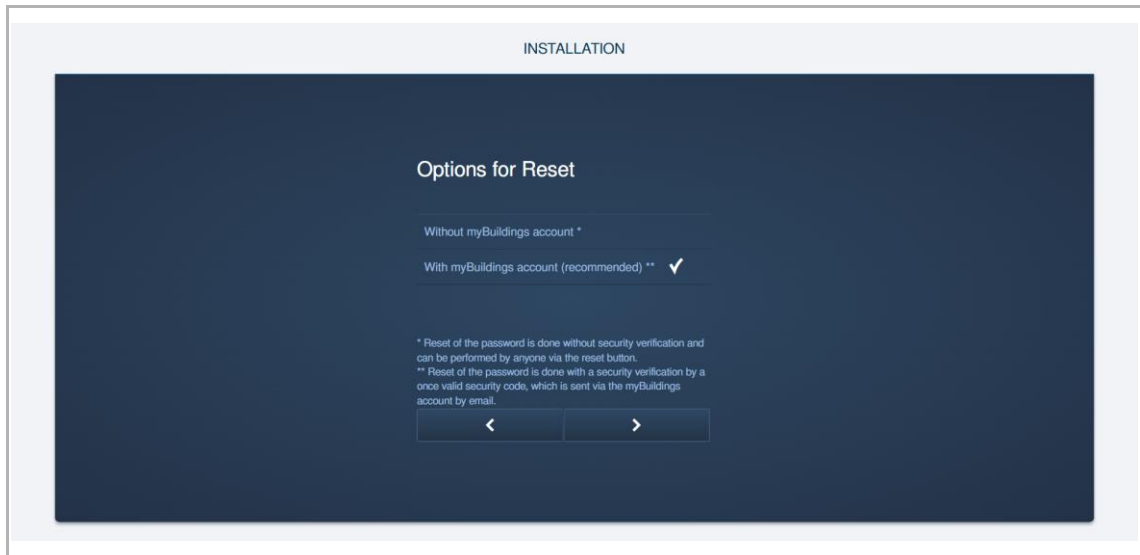 INSTALLATION
Options for Reset
Without myBuildings account *
With myBuildings account (recommended) **
* Reset of the password is done without security verification and
can be performed by anyone via the reset button.
** Reset of the password is done with a security verification by a
once valid security code, which is sent via the myBuildings
account by email.